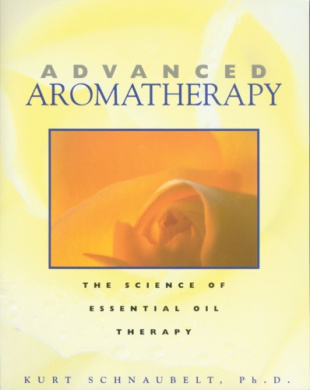 ADVANCED
AROMATHERAPY
THE SCIENCE OF
ESSENTIAL OIL
THERAPY
KURT SCHNAUBELT, Ph.D.